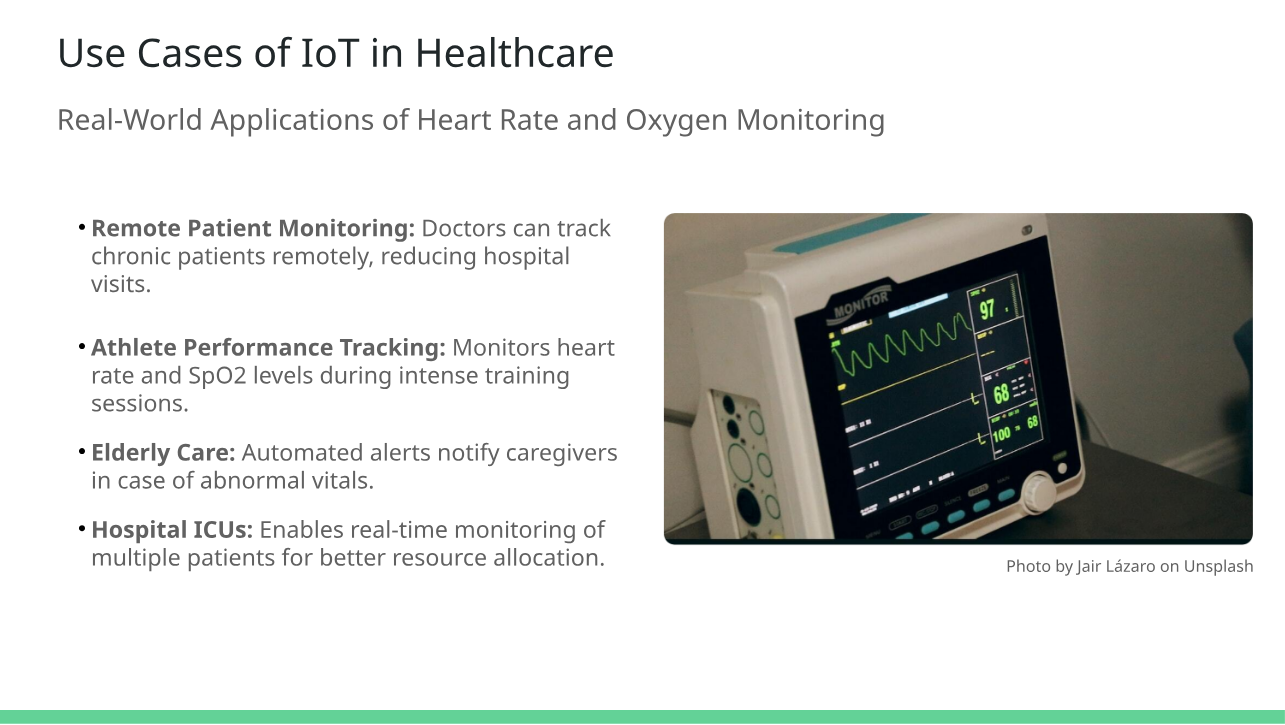 Use Cases of IoT in Healthcare
Real-World Applications of Heart Rate and Oxygen Monitoring
• Remote Patient Monitoring: Doctors can track
chronic patients remotely, reducing hospital
visits.
• Athlete Performance Tracking: Monitors heart
rate and SpO2 levels during intense training
sessions.
• Elderly Care: Automated alerts notify caregivers
in case of abnormal vitals.
• Hospital ICUs: Enables real-time monitoring of
multiple patients for better resource allocation.
MONITOR
97
68
100
68
Photo by Jair Lázaro on Unsplash